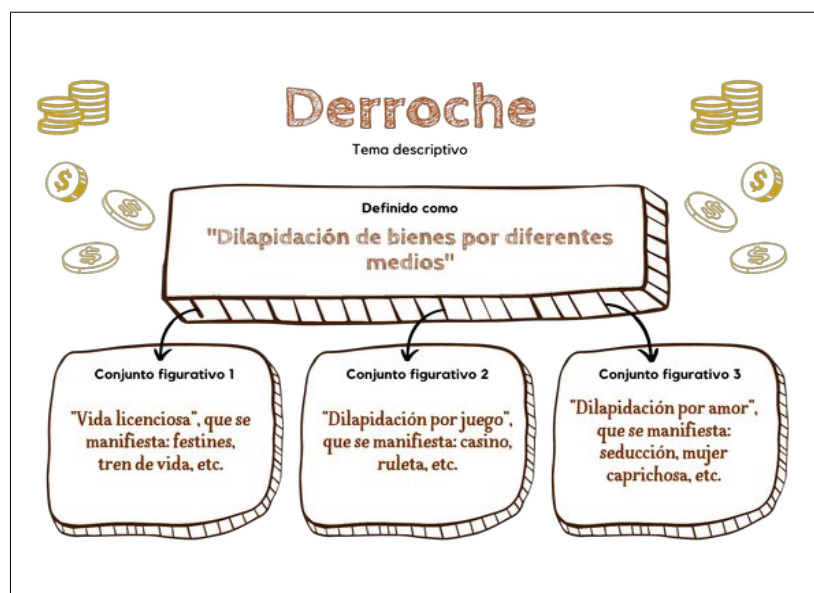 Derroche
Tema descriptivo
Definido como
"Dilapidación de bienes por diferentes
medios"
Conjunto figurativo 1
"Vida licenciosa", que se
manifiesta: festines,
tren de vida, etc.
Conjunto figurativo 2
"Dilapidación por juego",
que se manifiesta: casino,
ruleta, etc.
Conjunto figurativo 3
"Dilapidación por amor",
que se manifiesta:
seducción, mujer
caprichosa, etc.